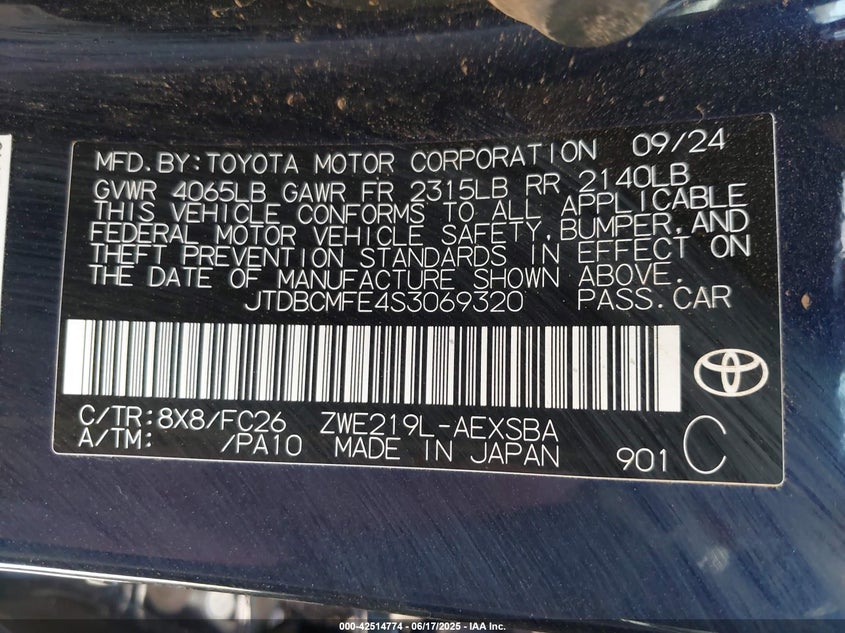 MFD.BY:TOYOTA MOTOR CORPORATION 09/24
GVWR 4065LB GAWR FR 2315LB RR 2140LB
THIS VEHICLE CONFORMS TO ALL APPLICABLE
FEDERAL MOTOR VEHICLE SAFETY,BUMPER,AND
THEFT PREVENTION STANDARDS IN EFFECT ON
THE DATE OF MANUFACTURE SHOWN ABOVE.
JTDBCMFE4S3069320 PASS.CAR
C/TR:8X8/FC26 ZWE219L-AEXSBA
A/TM: /PA10 MADE IN JAPAN 901 C
000-42514774 - 06/17/2025 - IAA Inc.